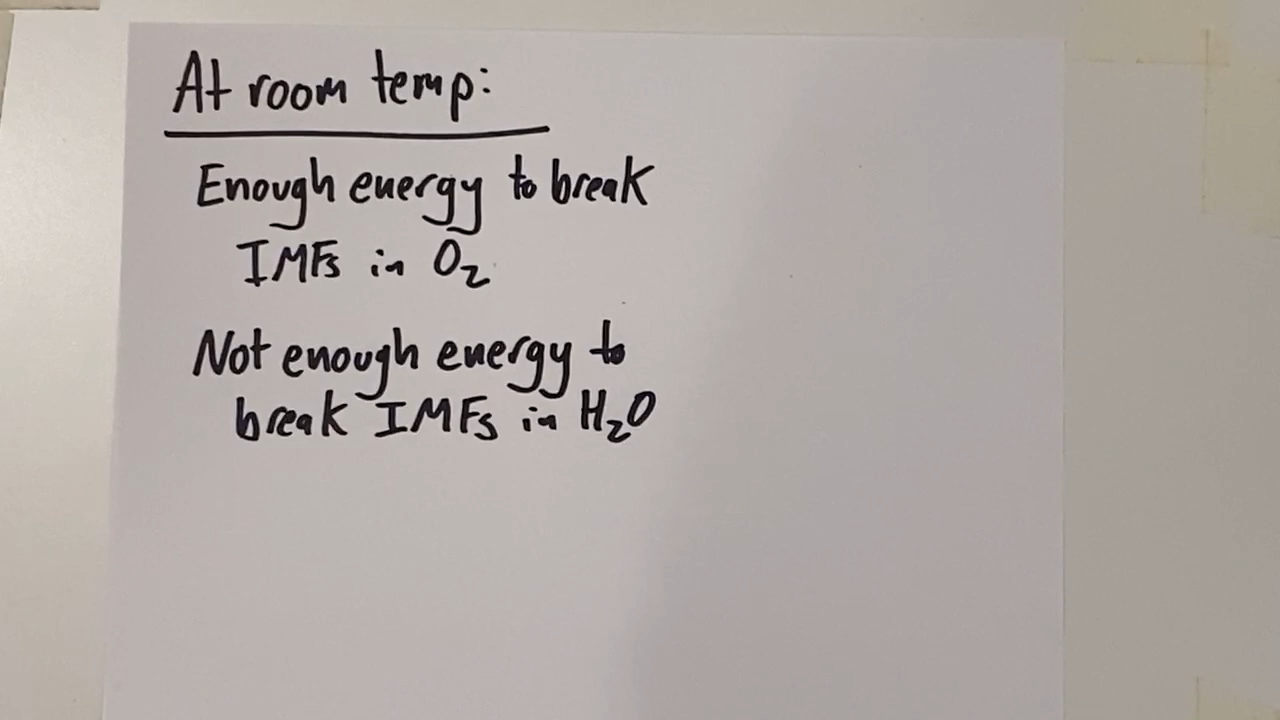 At room temp:
Enough energy to break
IMFs in O₂
Not enough energy to
break IMFs in H₂O